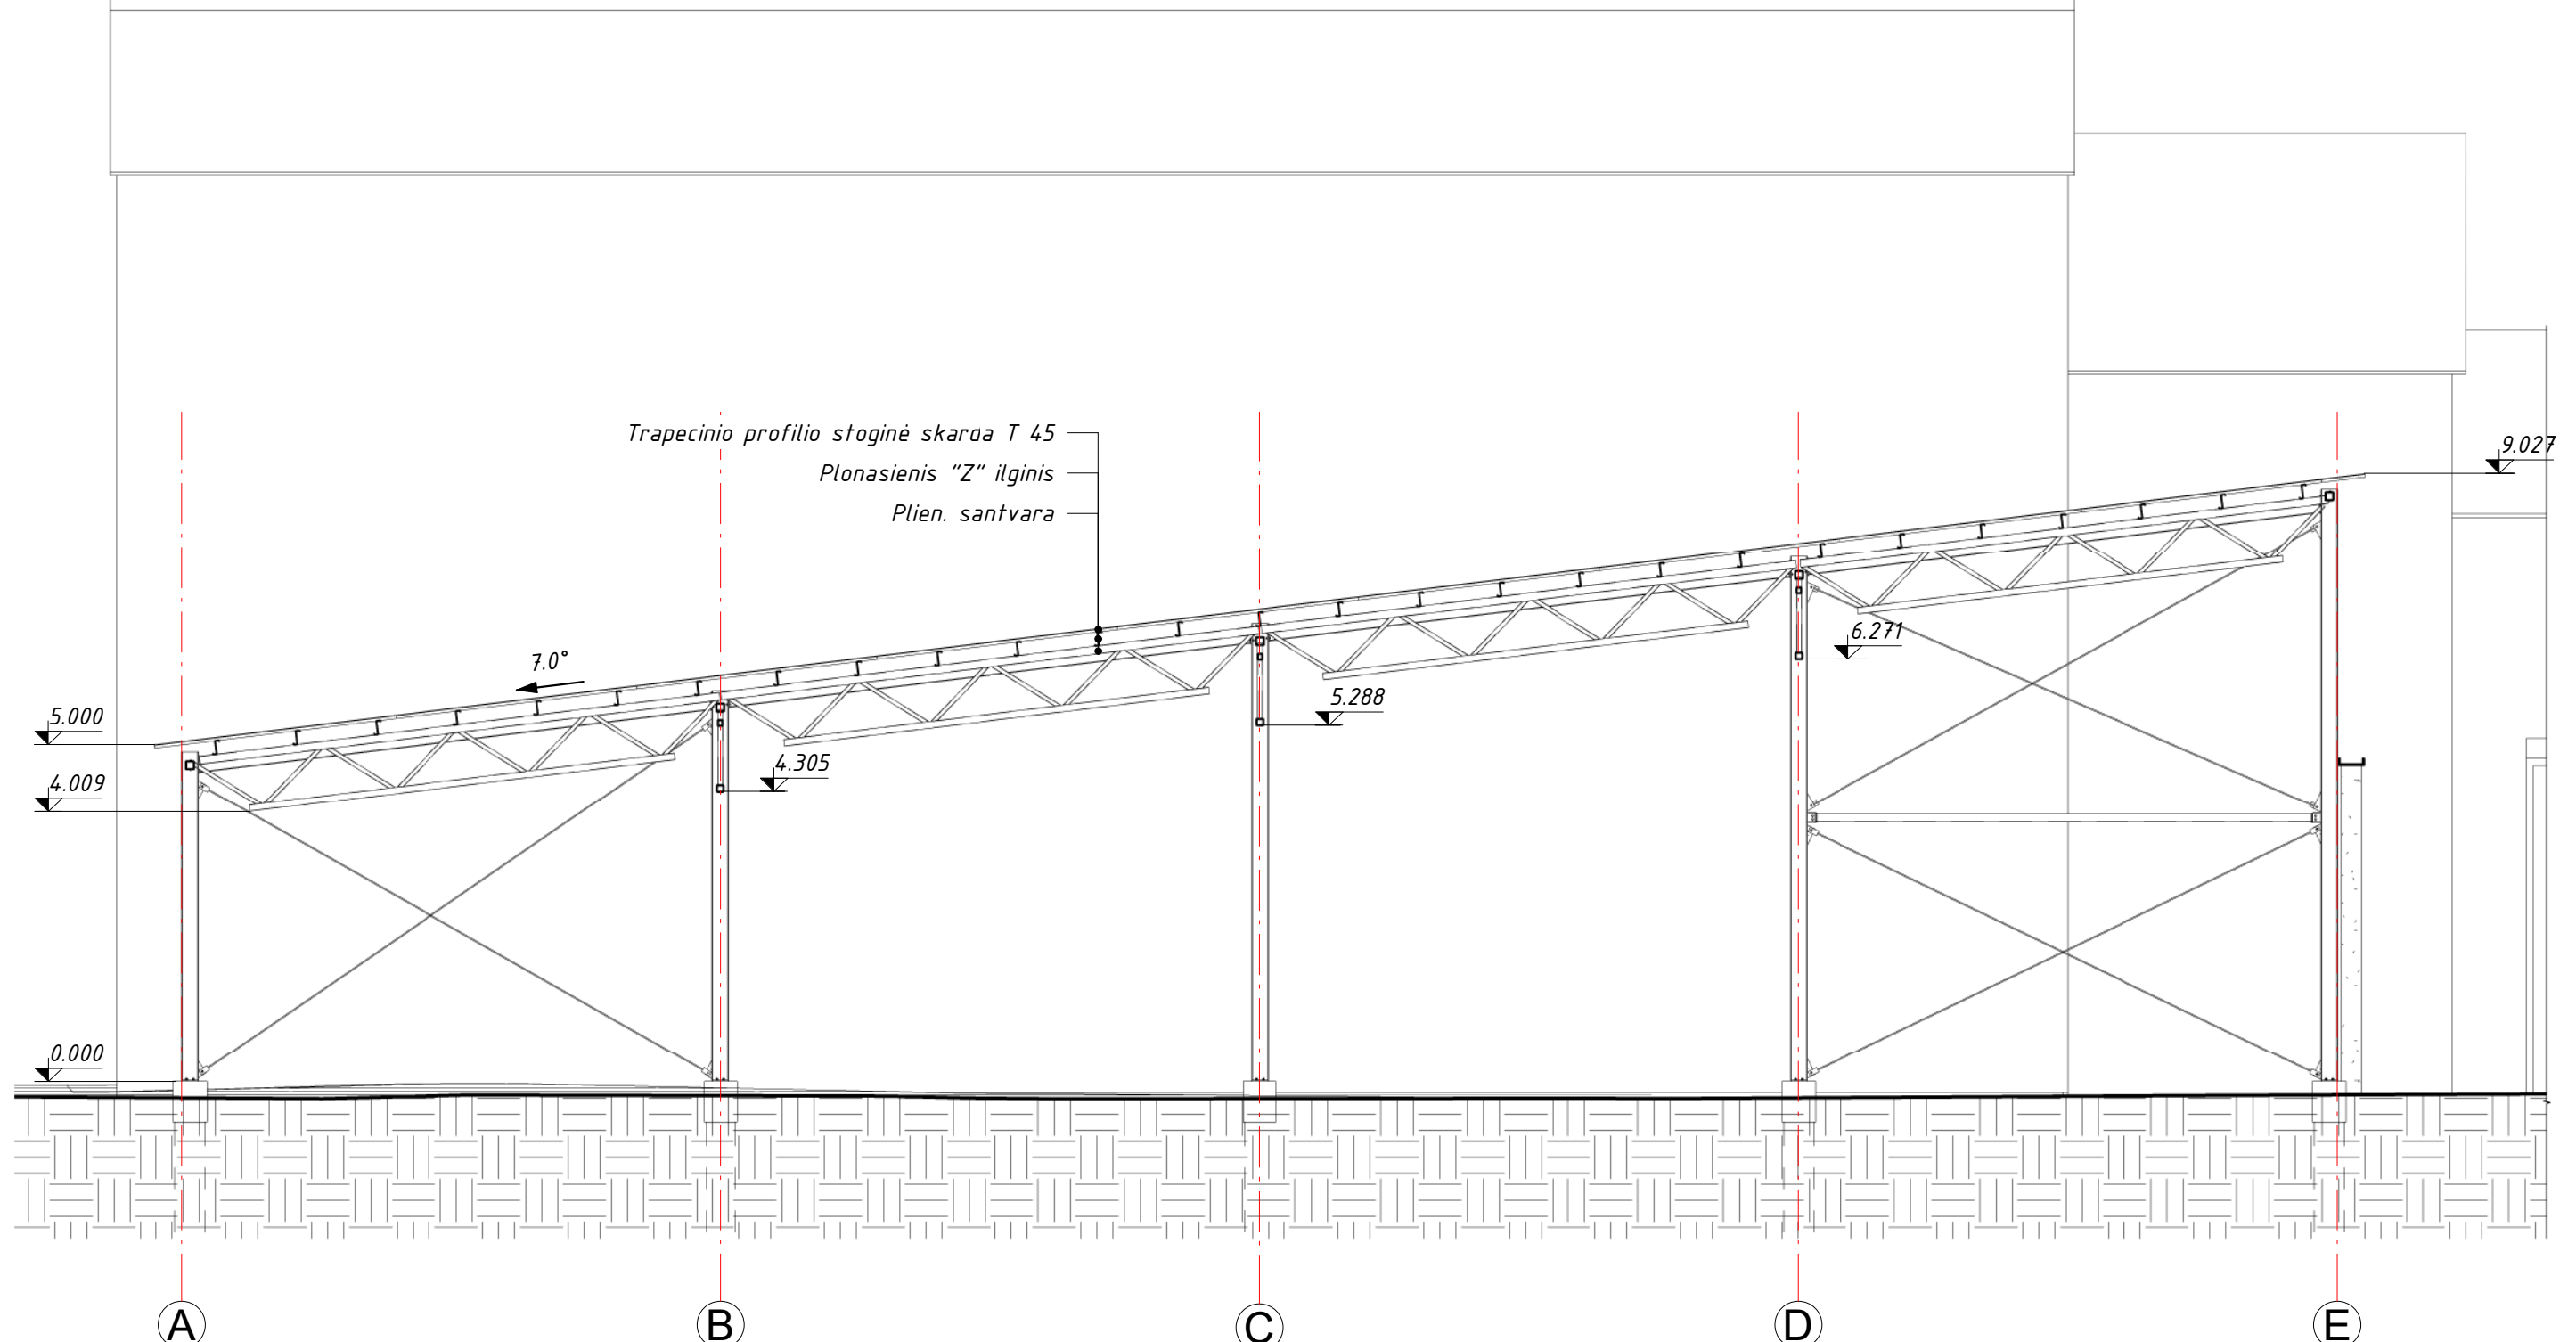 Trapecinio profilio stoginė skarda T 45
Plonasienis "Z" ilginis
Plien. santvara
9.027
7.0°
6.271
5.288
5.000
4.305
4.009
0.000
A
B
C
D
E